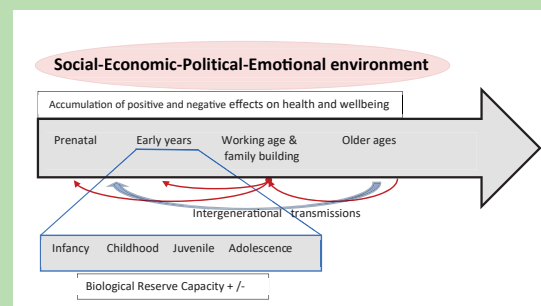 Social-Economic-Political-Emotional environment
Accumulation of positive and negative effects on health and wellbeing
Prenatal
Early years
Working age &
family building
Older ages
Intergenerational transmissions
Infancy
Childhood
Juvenile
Adolescence
Biological Reserve Capacity + /-